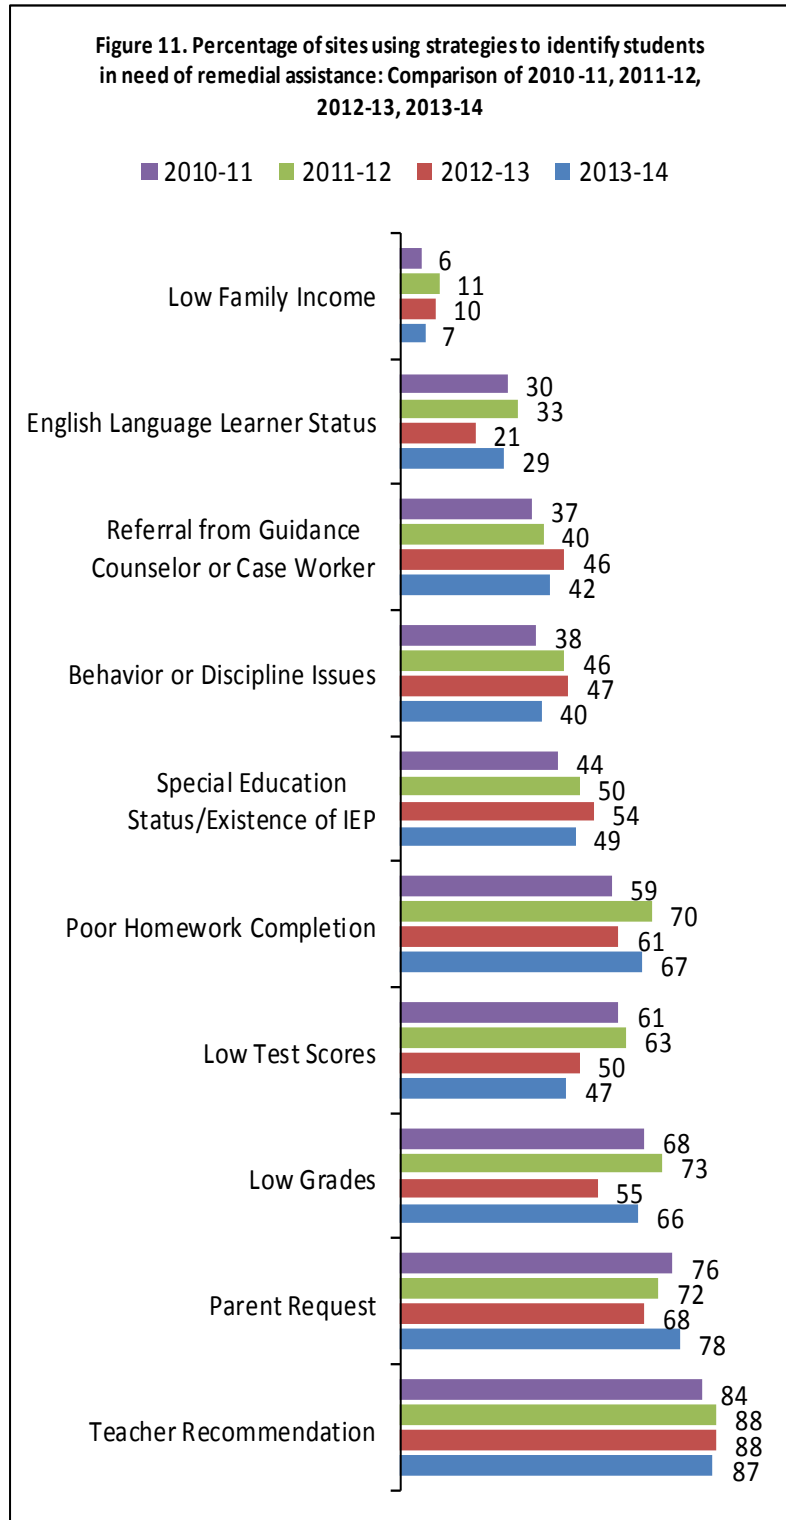 Figure 11. Percentage of sites using strategies to identify students
in need of remedial assistance: Comparison of 2010 -11, 2011-12,
2012-13, 2013-14
2010-11 2011-12 2012-13 2013-14
Low Family Income
6
11
10
7
English Language Learner Status
30
33
21
29
Referral from Guidance
Counselor or Case Worker
37
40
46
42
Behavior or Discipline Issues
38
46
47
40
Special Education
Status/Existence of IEP
44
50
54
49
Poor Homework Completion
59
70
61
67
Low Test Scores
61
63
50
47
Low Grades
68
73
55
66
Parent Request
76
72
68
78
Teacher Recommendation
84
88
88
87